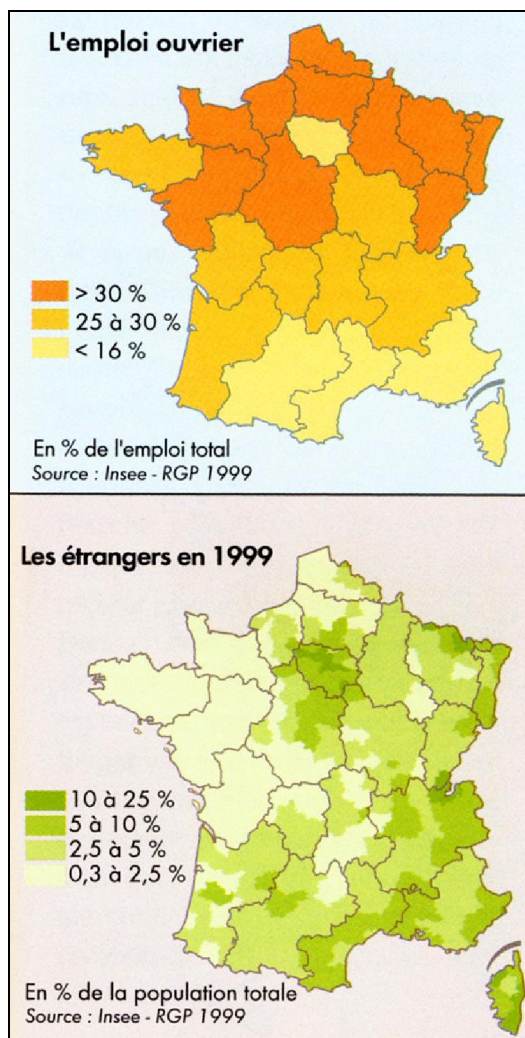 L'emploi ouvrier
> 30 %
25 à 30 %
< 16 %
En % de l'emploi total
Source : Insee - RGP 1999
Les étrangers en 1999
10 à 25 %
5 à 10 %
2,5 à 5 %
0,3 à 2,5 %
En % de la population totale
Source : Insee - RGP 1999